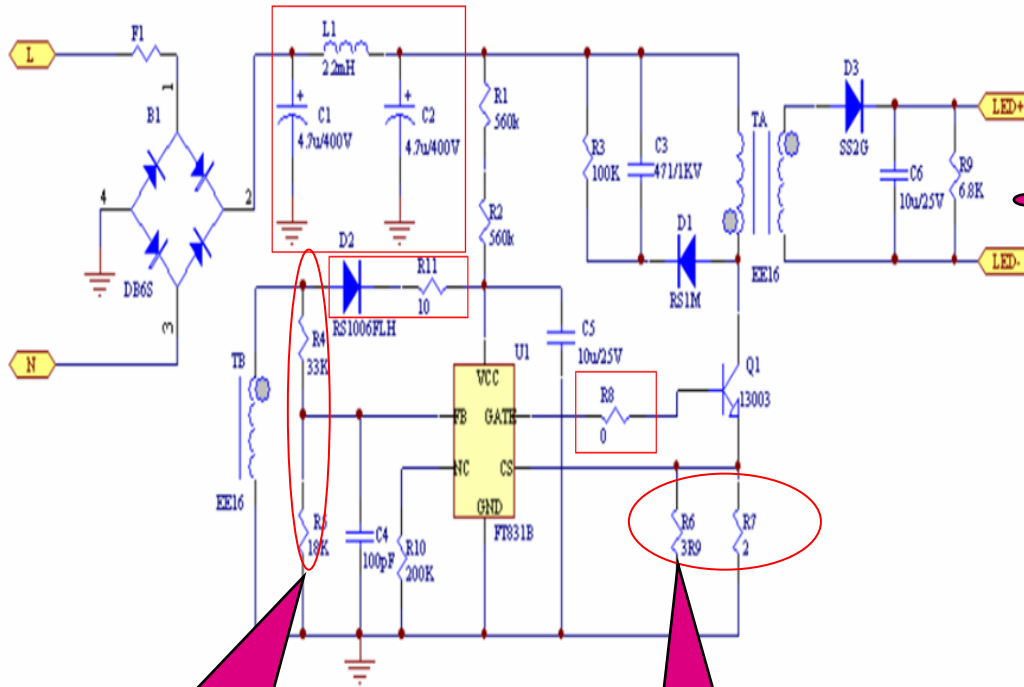 L
F1
1
B1
4
2
DB6S
3
N
L1
2.2mH
+
C1
4.7u/400V
+
C2
4.7u/400V
R1
560k
R2
560k
R3
100K
C3
471/1KV
D1
RS1M
TA
EE16
D3
SS2G
C6
10u/25V
R9
6.8K
LED+
LED-
D2
RS1006FLH
R11
10
R4
33K
TB
EE16
R5
18K
C4
100pF
R10
200K
U1
VCC
FB
GATE
NC
CS
GND
FT831B
C5
10u/25V
R8
0
Q1
13003
R6
3R9
R7
2